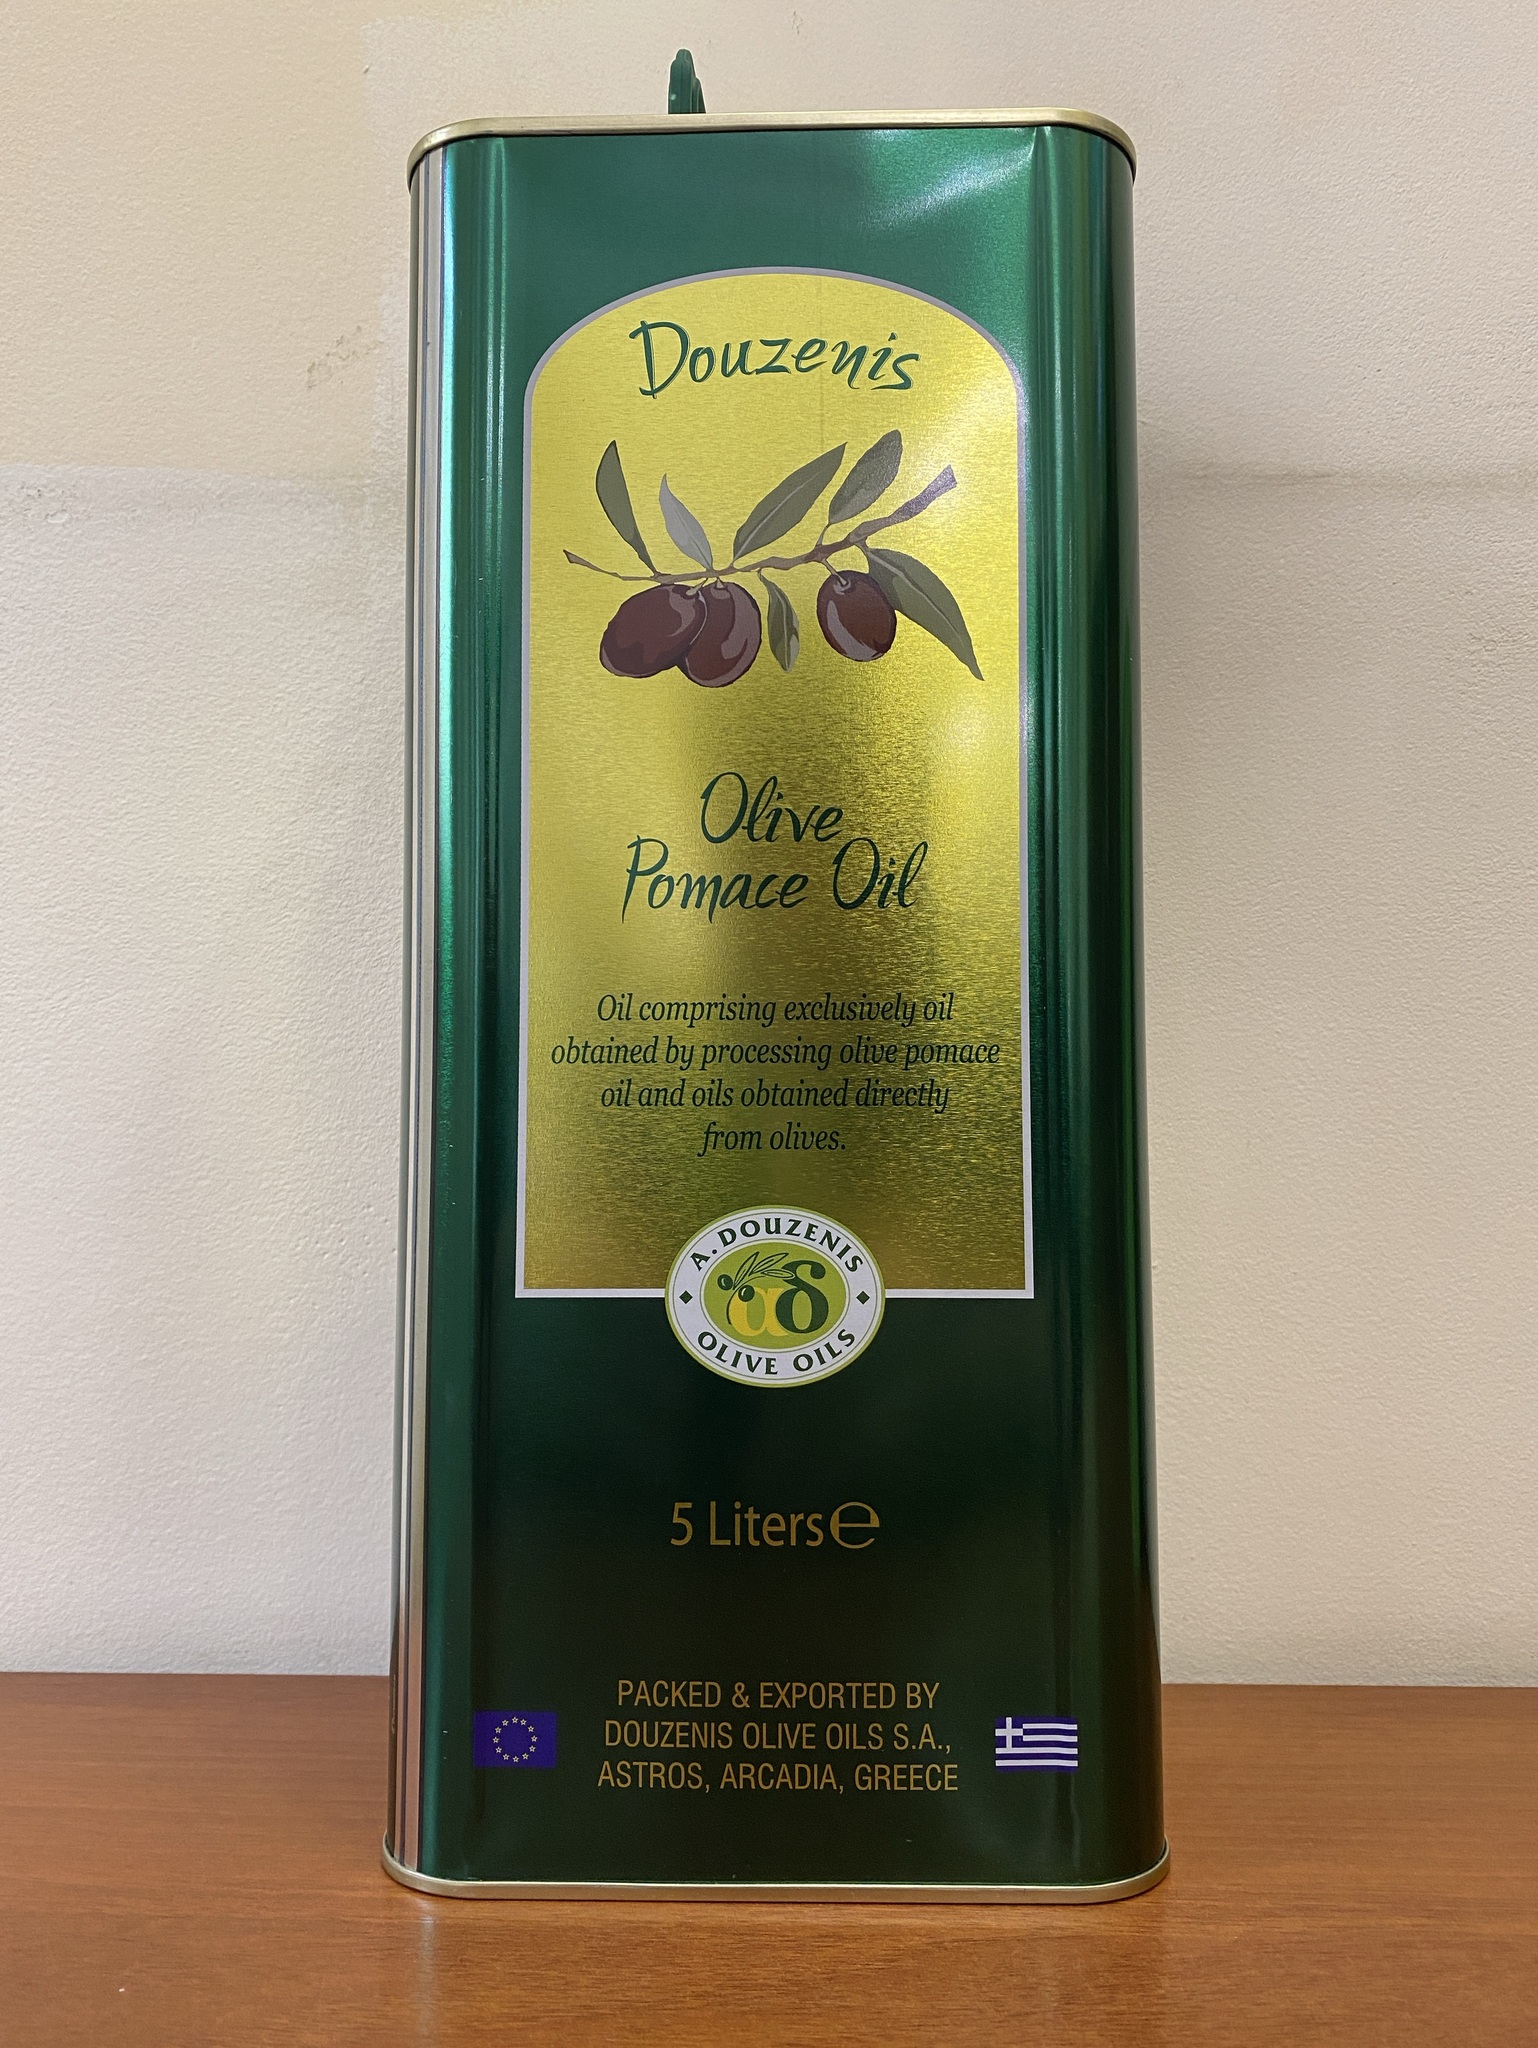 Douzenis
Olive
Pomace Oil
Oil comprising exclusively oil
obtained by processing olive pomace
oil and oils obtained directly
from olives.
A. DOUZENIS
αδ
OLIVE OILS
5 Liters ℮
PACKED & EXPORTED BY
DOUZENIS OLIVE OILS S.A.,
ASTROS, ARCADIA, GREECE